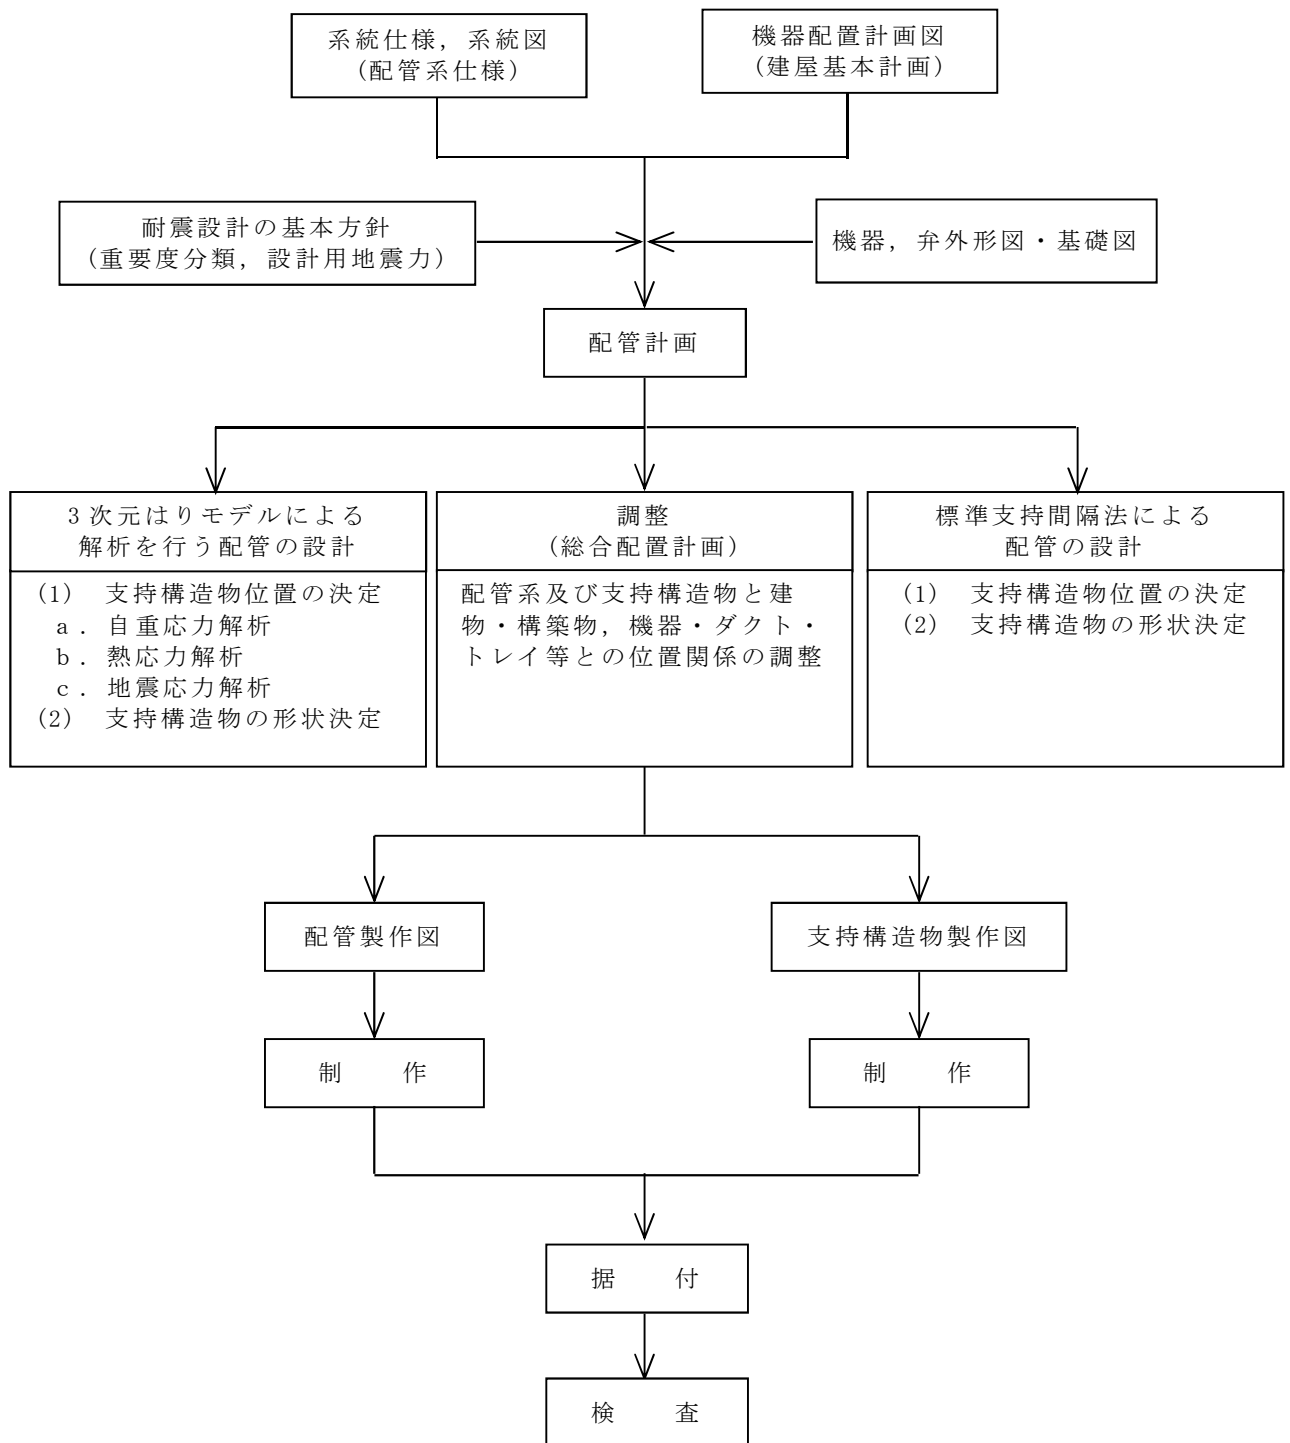 系統仕様，系統図
（配管系仕様）
機器配置計画図
（建屋基本計画）
耐震設計の基本方針
（重要度分類，設計用地震力）
機器，弁外形図・基礎図
配管計画
3次元はりモデルによる
解析を行う配管の設計
(1)　支持構造物位置の決定
a．自重応力解析
b．熱応力解析
c．地震応力解析
(2)　支持構造物の形状決定
調整
（総合配置計画）
配管系及び支持構造物と建
物・構築物，機器・ダクト・
トレイ等との位置関係の調整
標準支持間隔法による
配管の設計
(1)　支持構造物位置の決定
(2)　支持構造物の形状決定
配管製作図
支持構造物製作図
制　　作
制　　作
据　　付
検　　査